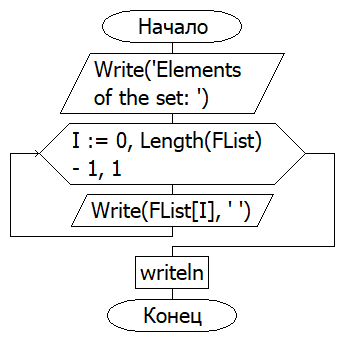 Начало
Write('Elements
of the set: ')
I := 0, Length(FList)
- 1, 1
Write(FList[I], ' ')
writeln
Конец